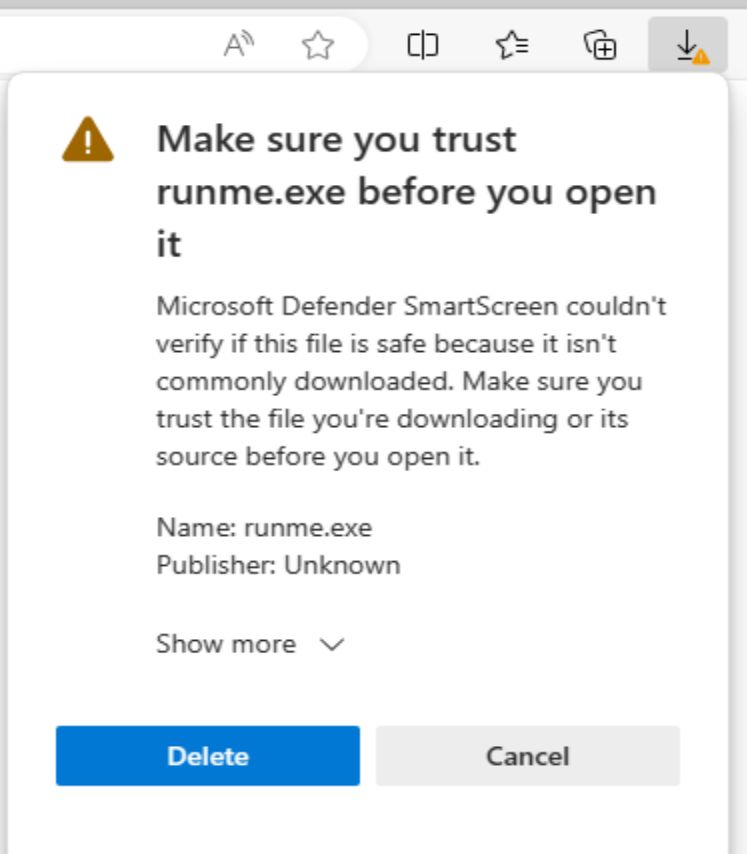 Make sure you trust
runme.exe before you open
it
Microsoft Defender SmartScreen couldn't
verify if this file is safe because it isn't
commonly downloaded. Make sure you
trust the file you're downloading or its
source before you open it.
Name: runme.exe
Publisher: Unknown
Show more
Delete
Cancel